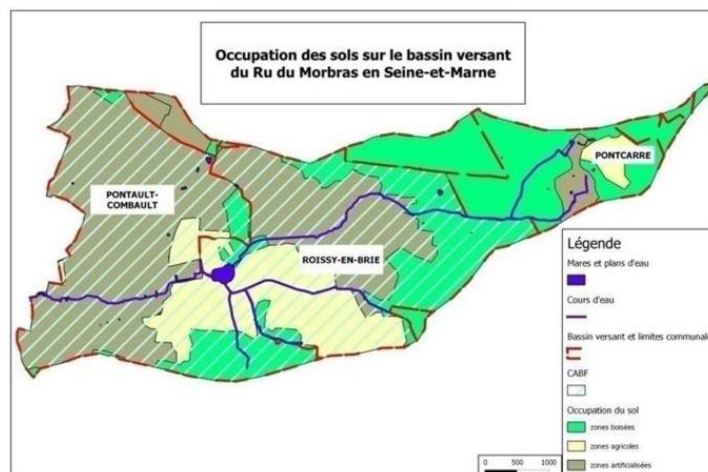 Occupation des sols sur le bassin versant
du Ru du Morbras en Seine-et-Marne
PONTCARRE
PONTAULT-
COMBAULT
ROISSY-EN-BRIE
Légende
Mares et plans d'eau
Cours d'eau
Bassin versant et limites communale
CABF
Occupation du sol
zones boisées
zones agricoles
zones artificialisées
0 500 1000